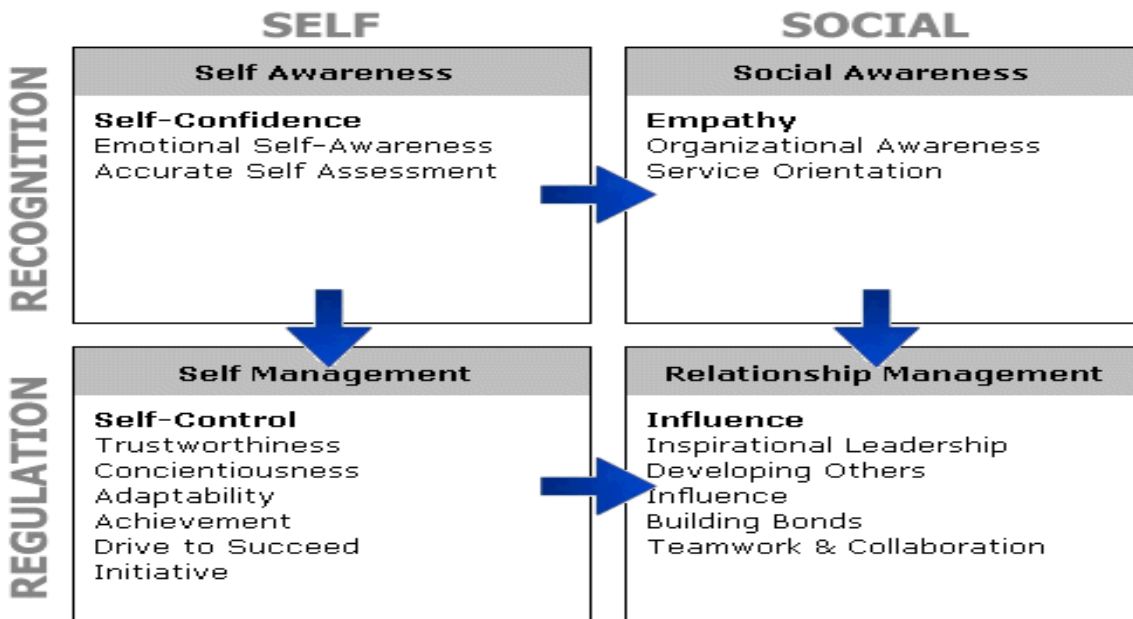 SELF
SOCIAL
RECOGNITION
Self Awareness
Self-Confidence
Emotional Self-Awareness
Accurate Self Assessment
Social Awareness
Empathy
Organizational Awareness
Service Orientation
REGULATION
Self Management
Self-Control
Trustworthiness
Concientiousness
Adaptability
Achievement
Drive to Succeed
Initiative
Relationship Management
Influence
Inspirational Leadership
Developing Others
Influence
Building Bonds
Teamwork & Collaboration